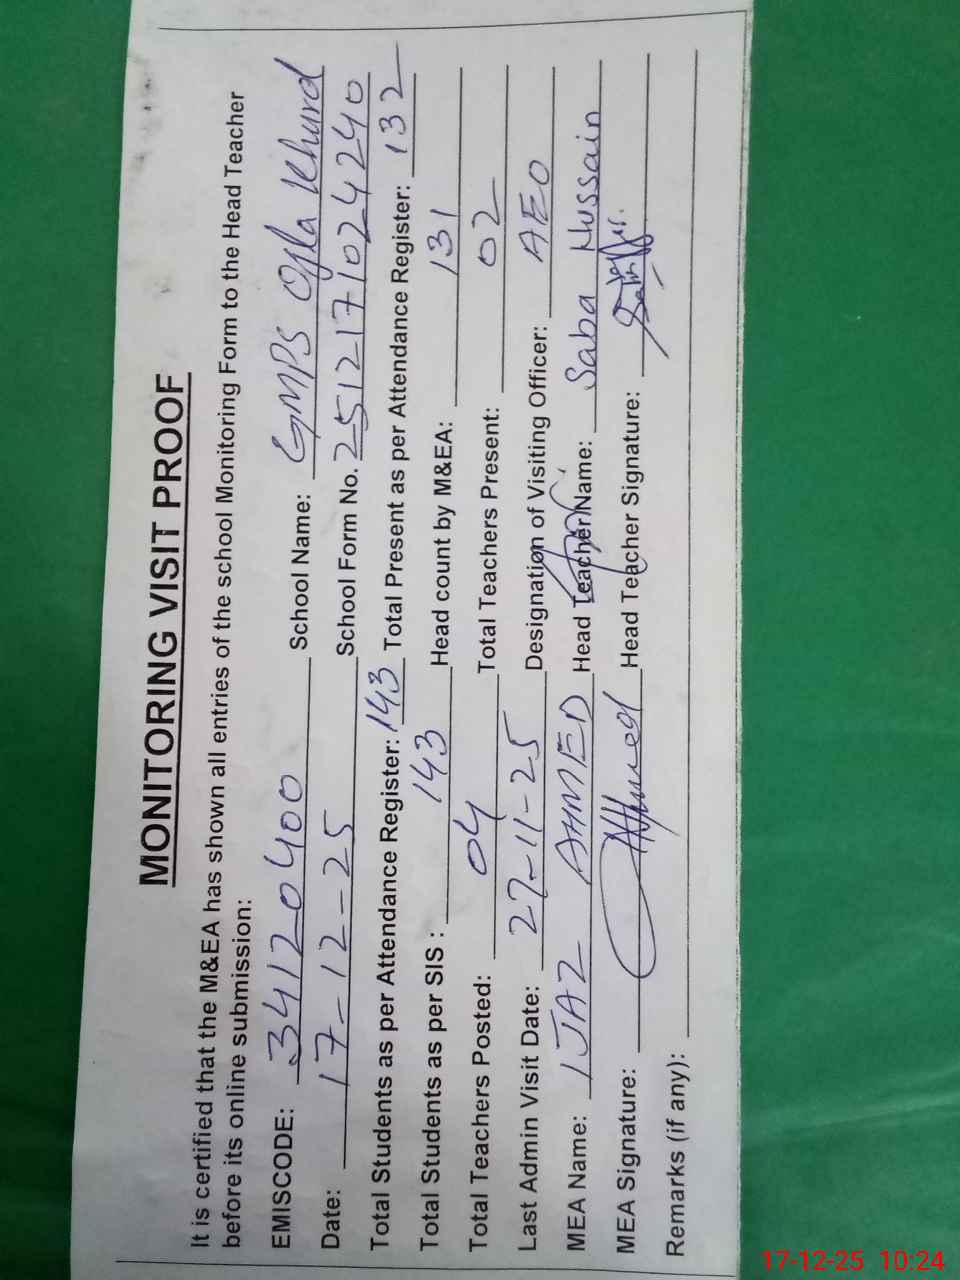 MONITORING VISIT PROOF
It is certified that the M&EA has shown all entries of the school Monitoring Form to the Head Teacher
before its online submission:
EMISCODE: 34120400 School Name: GMPS Ojla Khurd
Date: 17-12-25 School Form No. 2512171024240
Total Students as per Attendance Register: 143 Total Present as per Attendance Register: 132
Total Students as per SIS : 143 Head count by M&EA: 131
Total Teachers Posted: 04 Total Teachers Present: 02
Last Admin Visit Date: 27-11-25 Designation of Visiting Officer: AEO
MEA Name: IJAZ AHMED Head Teacher Name: Saba Hussain
MEA Signature: Ahmed Head Teacher Signature:
Remarks (if any):
17-12-25 10:24